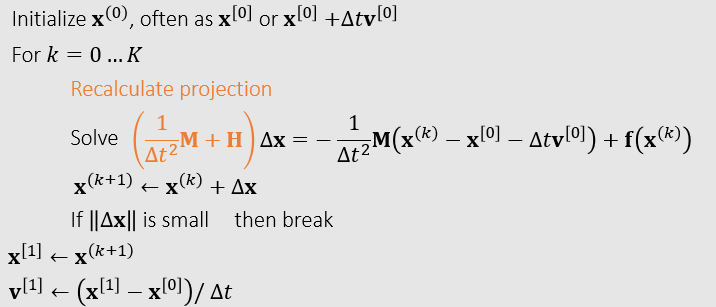 Initialize 𝐱⁽⁰⁾, often as 𝐱^[0] or 𝐱^[0] +Δt𝐯^[0]
For k = 0 … K
Recalculate projection
Solve (1/Δt² 𝐌 + 𝐇) Δ𝐱 = − 1/Δt² 𝐌(𝐱^(k) − 𝐱^[0] − Δt𝐯^[0]) + 𝐟(𝐱^(k))
𝐱^(k+1) ← 𝐱^(k) + Δ𝐱
If ‖Δ𝐱‖ is small then break
𝐱^[1] ← 𝐱^(k+1)
𝐯^[1] ← (𝐱^[1] − 𝐱^[0])/ Δt